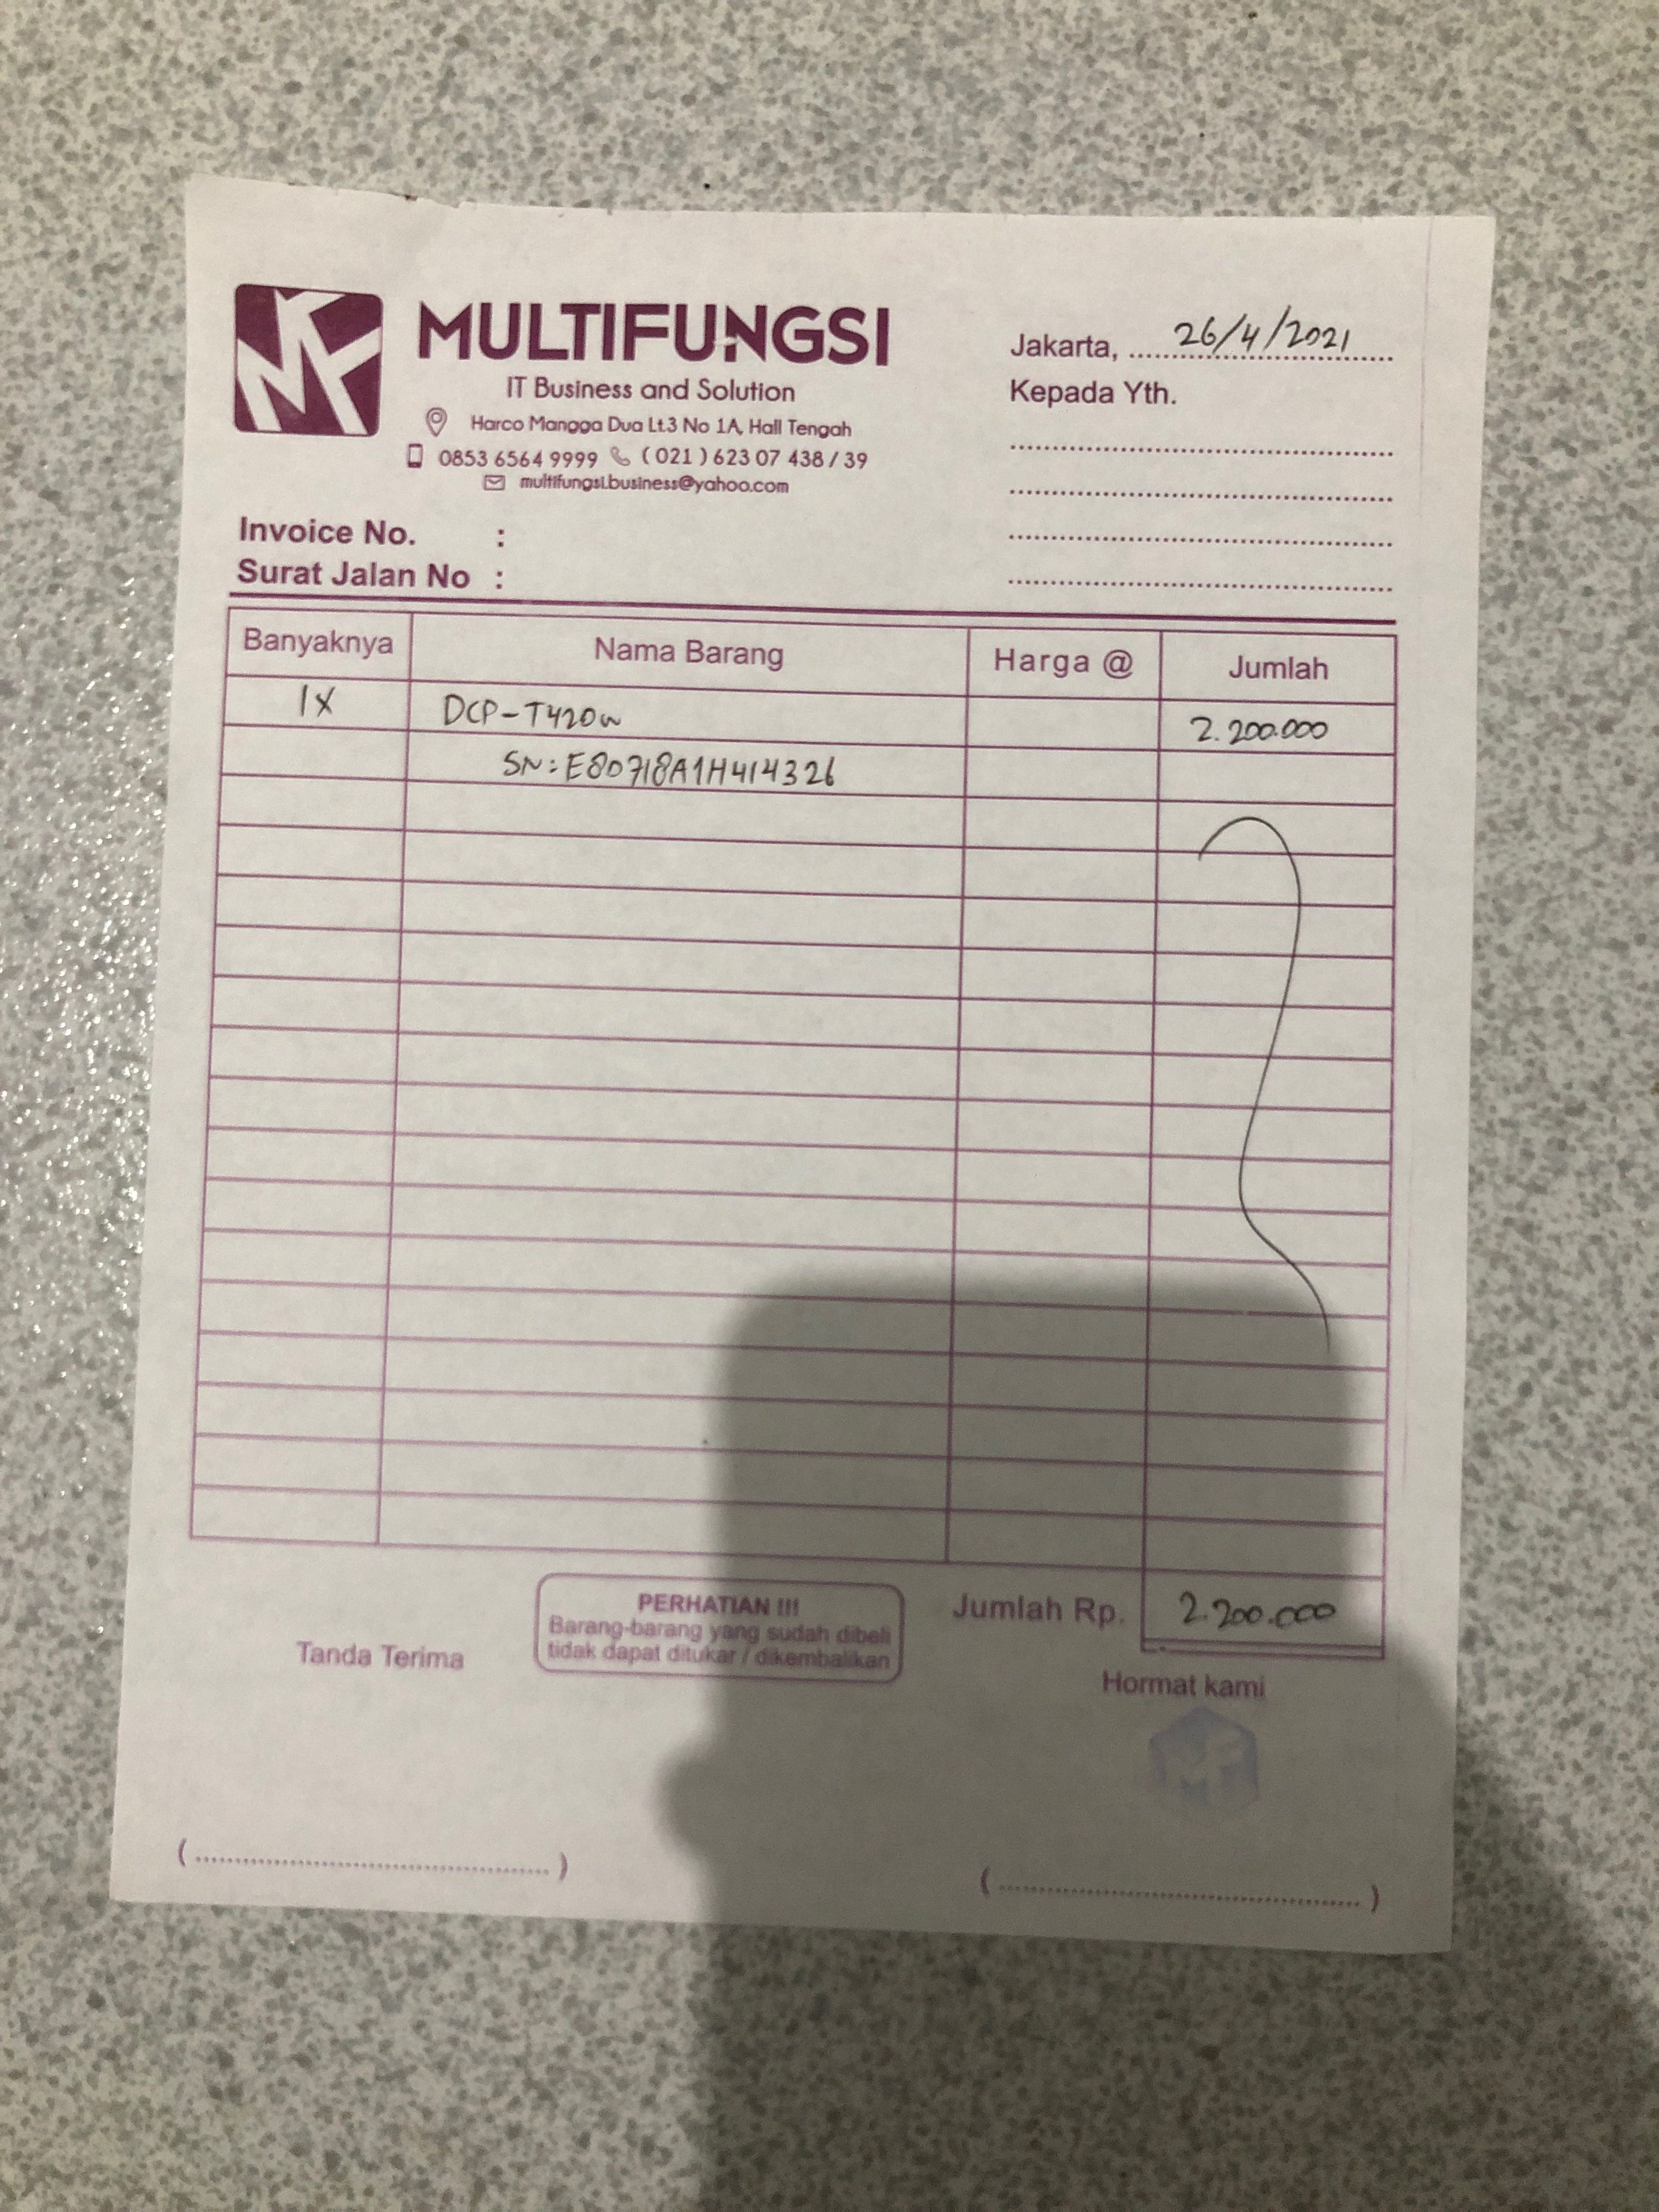 MULTIFUNGSI
IT Business and Solution
Harco Mangga Dua Lt.3 No 1A, Hall Tengah
0853 6564 9999 (021) 623 07 438 / 39
multifungsi.business@yahoo.com
Jakarta, 26/4/2021
Kepada Yth.
Invoice No. :
Surat Jalan No :
Banyaknya Nama Barang Harga @ Jumlah
1X DCP-T420w 2.200.000
SN: E80718A1H414326
PERHATIAN !!!
Barang-barang yang sudah dibeli
tidak dapat ditukar / dikembalikan
Jumlah Rp. 2.200.000
Tanda Terima
Hormat kami
MF
(....................) (....................)